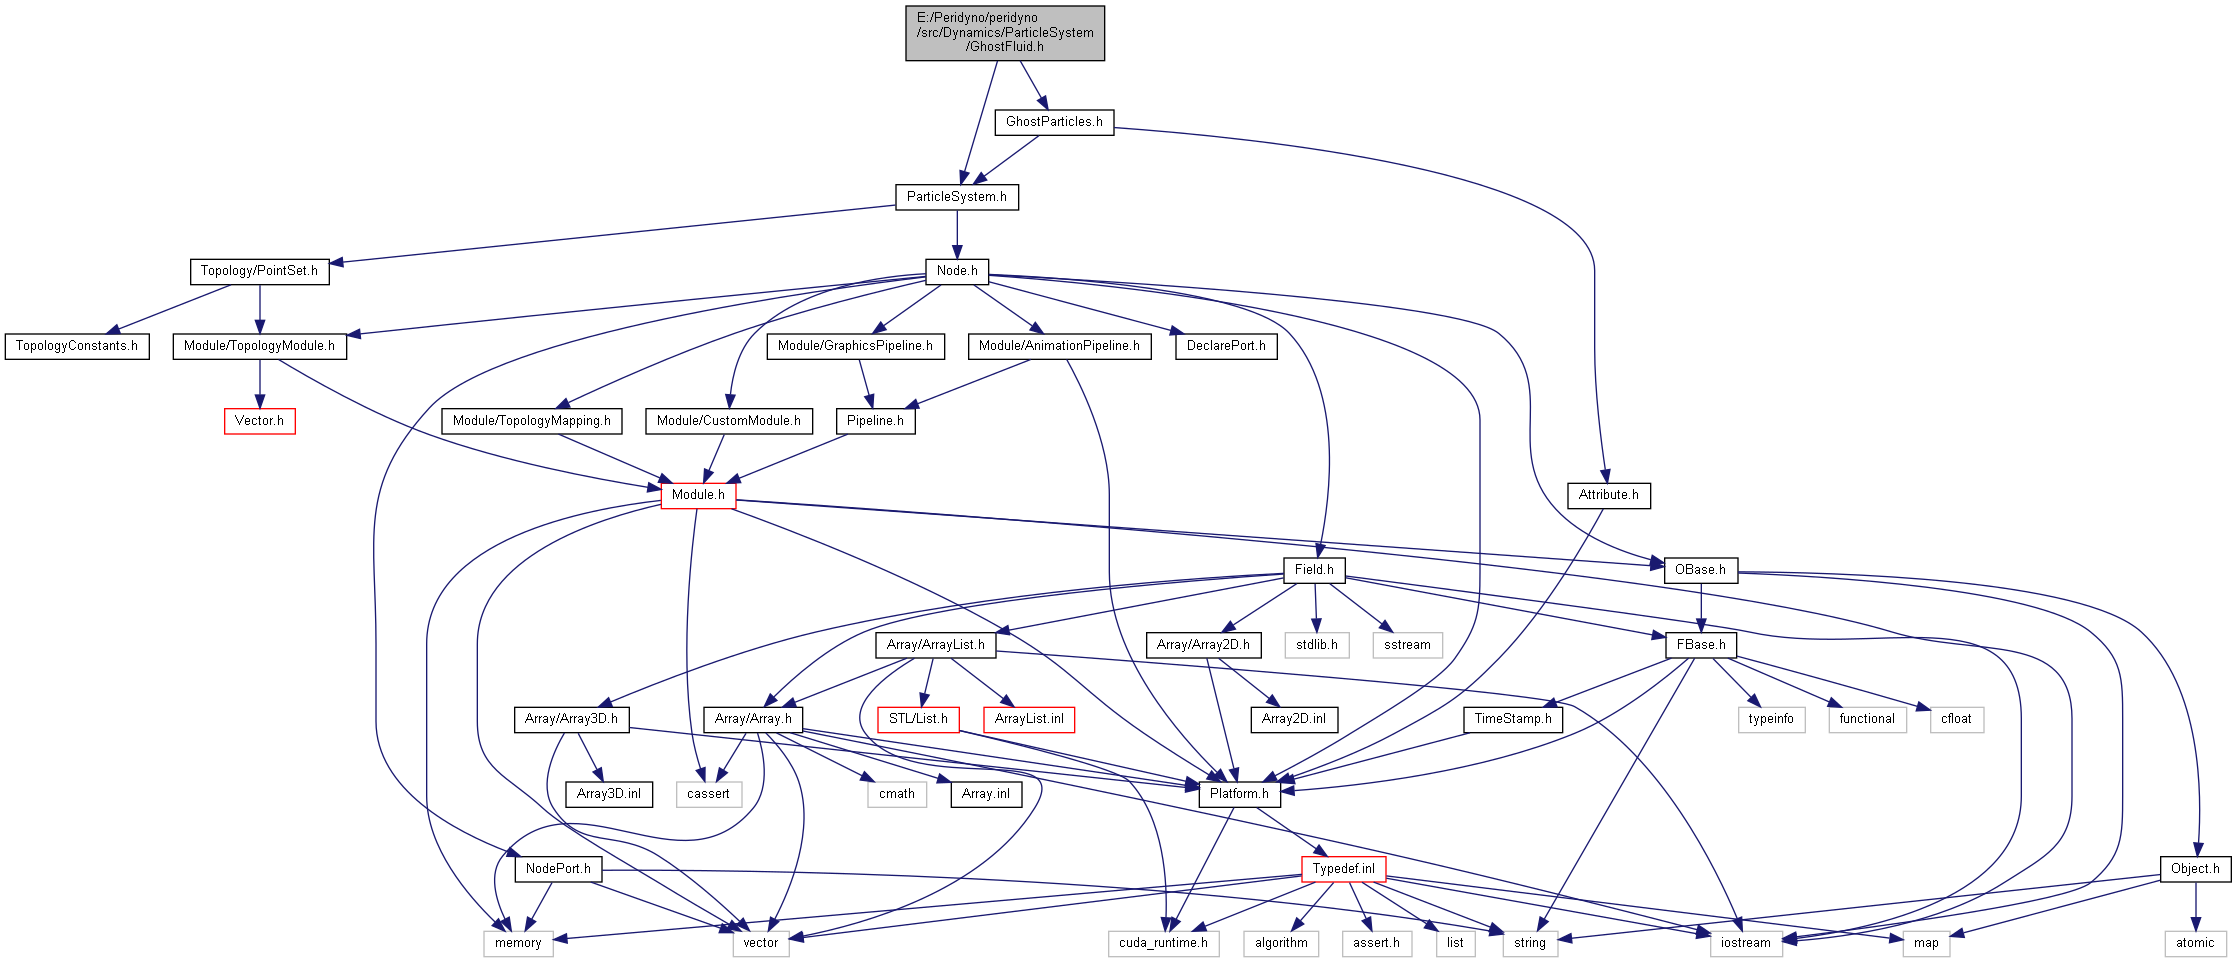 E:/Peridyno/peridyno
/src/Dynamics/ParticleSystem
/GhostFluid.h
GhostParticles.h
ParticleSystem.h
Topology/PointSet.h
Node.h
TopologyConstants.h
Module/TopologyModule.h
Module/GraphicsPipeline.h
Module/AnimationPipeline.h
DeclarePort.h
Vector.h
Module/TopologyMapping.h
Module/CustomModule.h
Pipeline.h
Module.h
Attribute.h
Field.h
OBase.h
Array/ArrayList.h
Array/Array2D.h
stdlib.h
sstream
FBase.h
Array/Array3D.h
Array/Array.h
STL/List.h
ArrayList.inl
Array2D.inl
TimeStamp.h
typeinfo
functional
cfloat
Array3D.inl
cassert
cmath
Array.inl
Platform.h
NodePort.h
Typedef.inl
Object.h
memory
vector
cuda_runtime.h
algorithm
assert.h
list
string
iostream
map
atomic